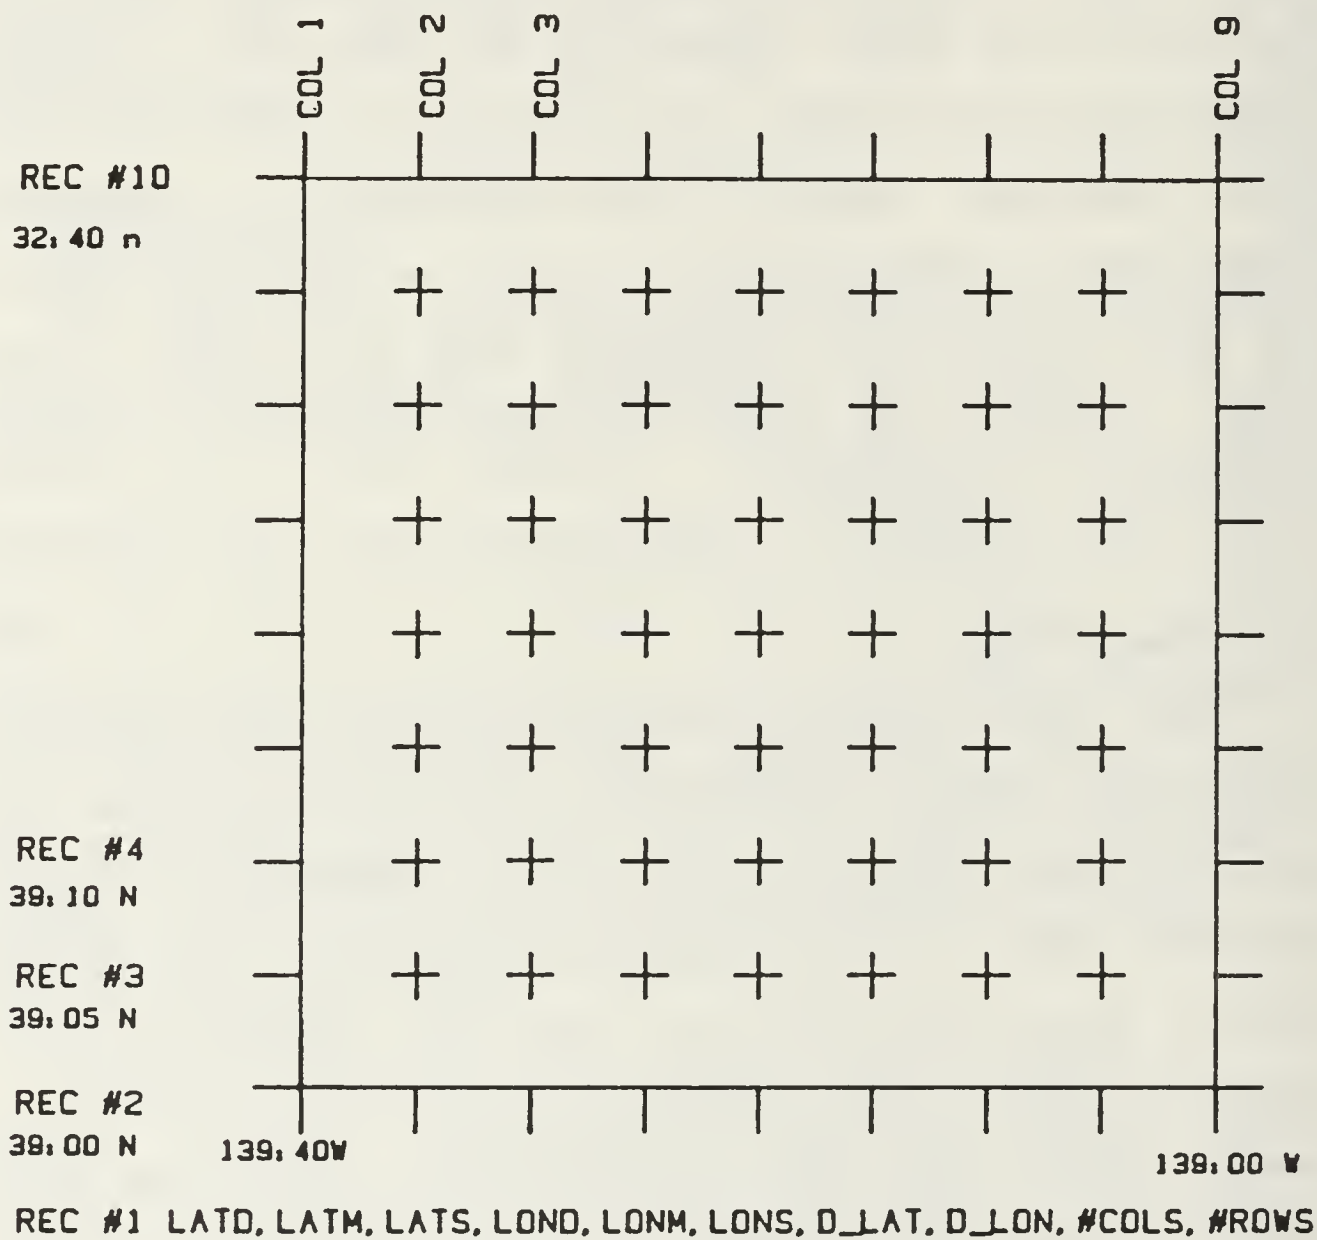 COL 1
COL 2
COL 3
COL 9
REC #10
32:40 n
REC #4
39:10 N
REC #3
39:05 N
REC #2
39:00 N
139:40W
139:00 W
REC #1 LATD, LATM, LATS, LOND, LONM, LONS, D_LAT, D_LON, #COLS, #ROWS